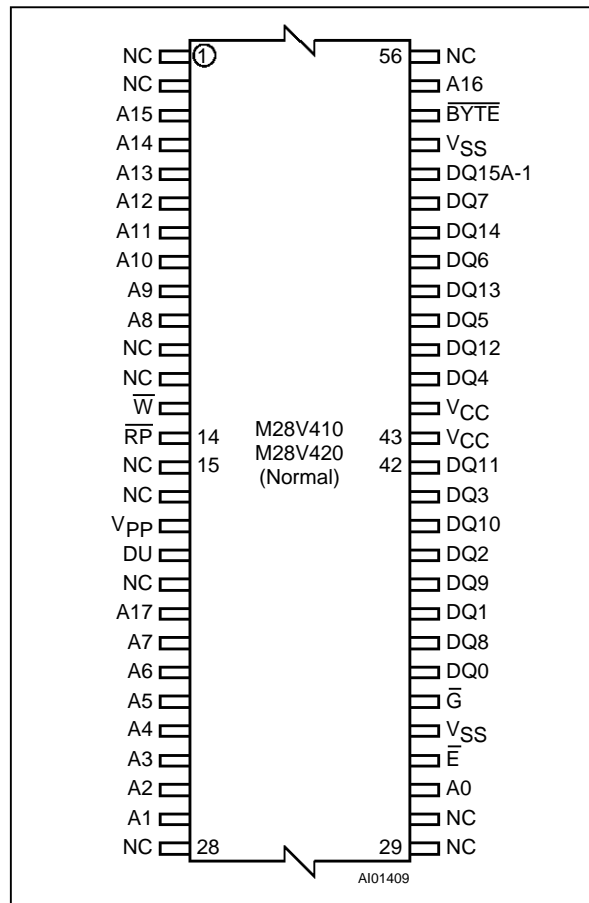 NC 1 56 NC
NC A16
A15 B̅Y̅T̅E̅
A14 VSS
A13 DQ15A-1
A12 DQ7
A11 DQ14
A10 DQ6
A9 DQ13
A8 DQ5
NC DQ12
NC DQ4
W̅ VCC
R̅P̅ 14 M28V410 43 VCC
NC 15 M28V420 42 DQ11
NC (Normal) DQ3
VPP DQ10
DU DQ2
NC DQ9
A17 DQ1
A7 DQ8
A6 DQ0
A5 G̅
A4 VSS
A3 E̅
A2 A0
A1 NC
NC 28 29 NC
AI01409